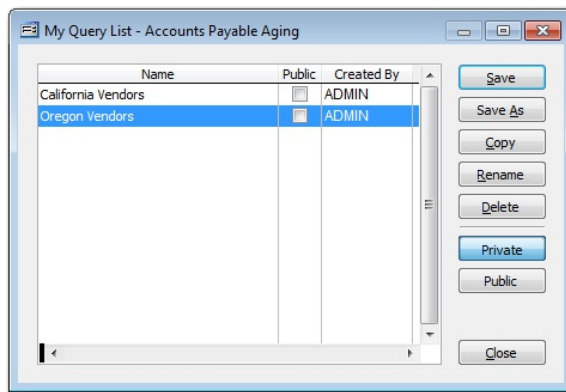 My Query List - Accounts Payable Aging
Name Public Created By
California Vendors ADMIN
Oregon Vendors ADMIN
Save
Save As
Copy
Rename
Delete
Private
Public
Close